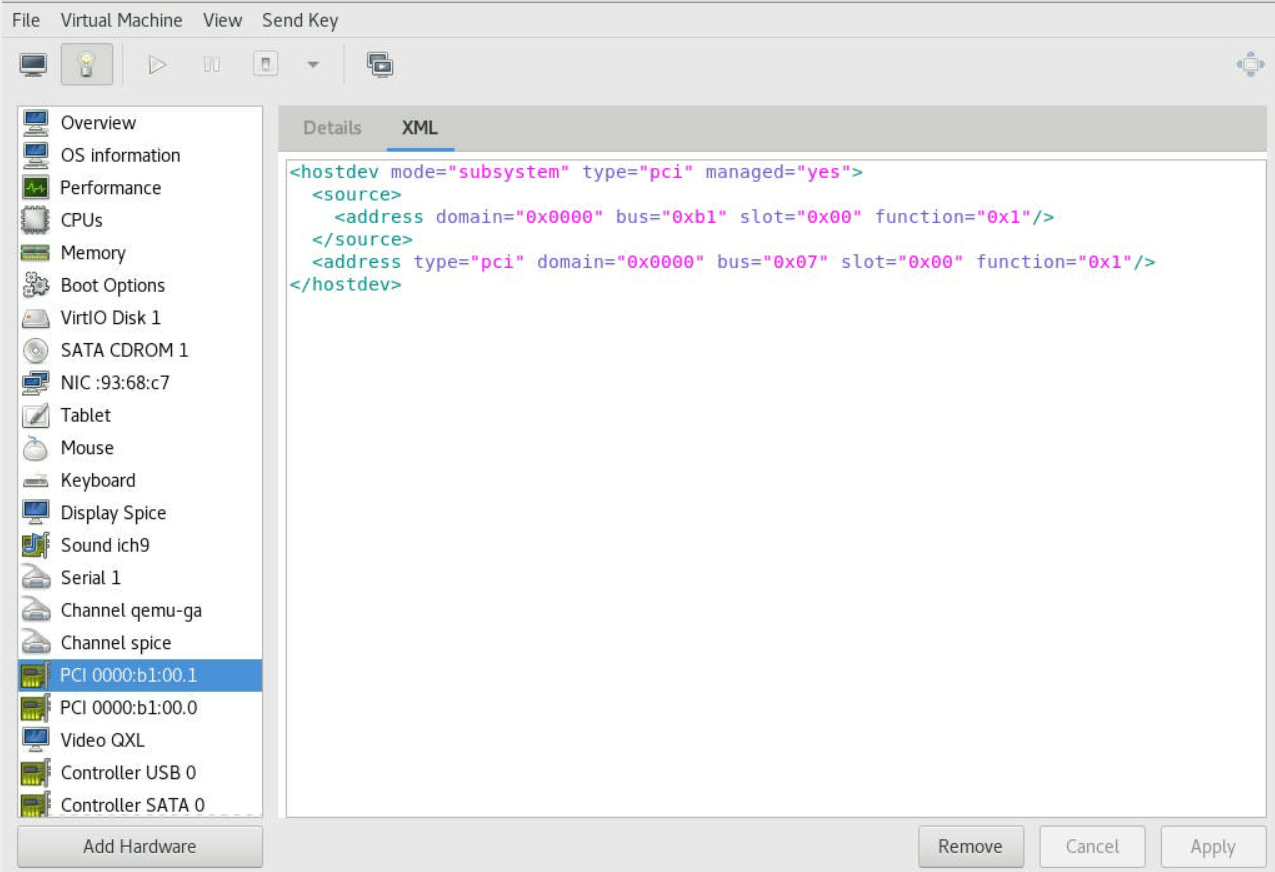 File Virtual Machine View Send Key
Details XML
Overview
OS information
Performance
CPUs
Memory
Boot Options
VirtIO Disk 1
SATA CDROM 1
NIC :93:68:c7
Tablet
Mouse
Keyboard
Display Spice
Sound ich9
Serial 1
Channel qemu-ga
Channel spice
PCI 0000:b1:00.1
PCI 0000:b1:00.0
Video QXL
Controller USB 0
Controller SATA 0
<hostdev mode="subsystem" type="pci" managed="yes">
  <source>
    <address domain="0x0000" bus="0xb1" slot="0x00" function="0x1"/>
  </source>
  <address type="pci" domain="0x0000" bus="0x07" slot="0x00" function="0x1"/>
</hostdev>
Add Hardware
Remove Cancel Apply